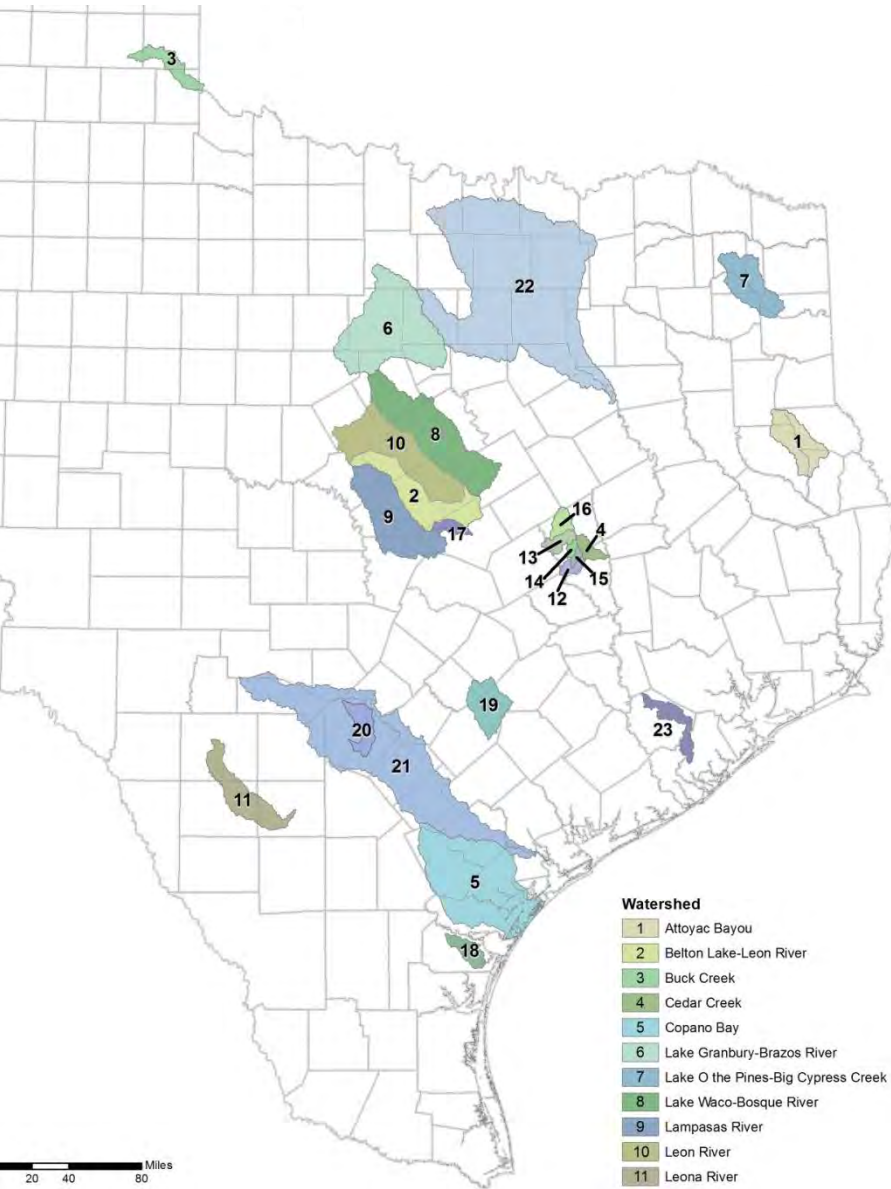 3
22
7
6
1
8
10
2
9
17
16
4
13
14
15
12
19
20
21
23
11
5
18
Watershed
1 Attoyac Bayou
2 Belton Lake-Leon River
3 Buck Creek
4 Cedar Creek
5 Copano Bay
6 Lake Granbury-Brazos River
7 Lake O the Pines-Big Cypress Creek
8 Lake Waco-Bosque River
9 Lampasas River
10 Leon River
11 Leona River
Miles
20 40 80